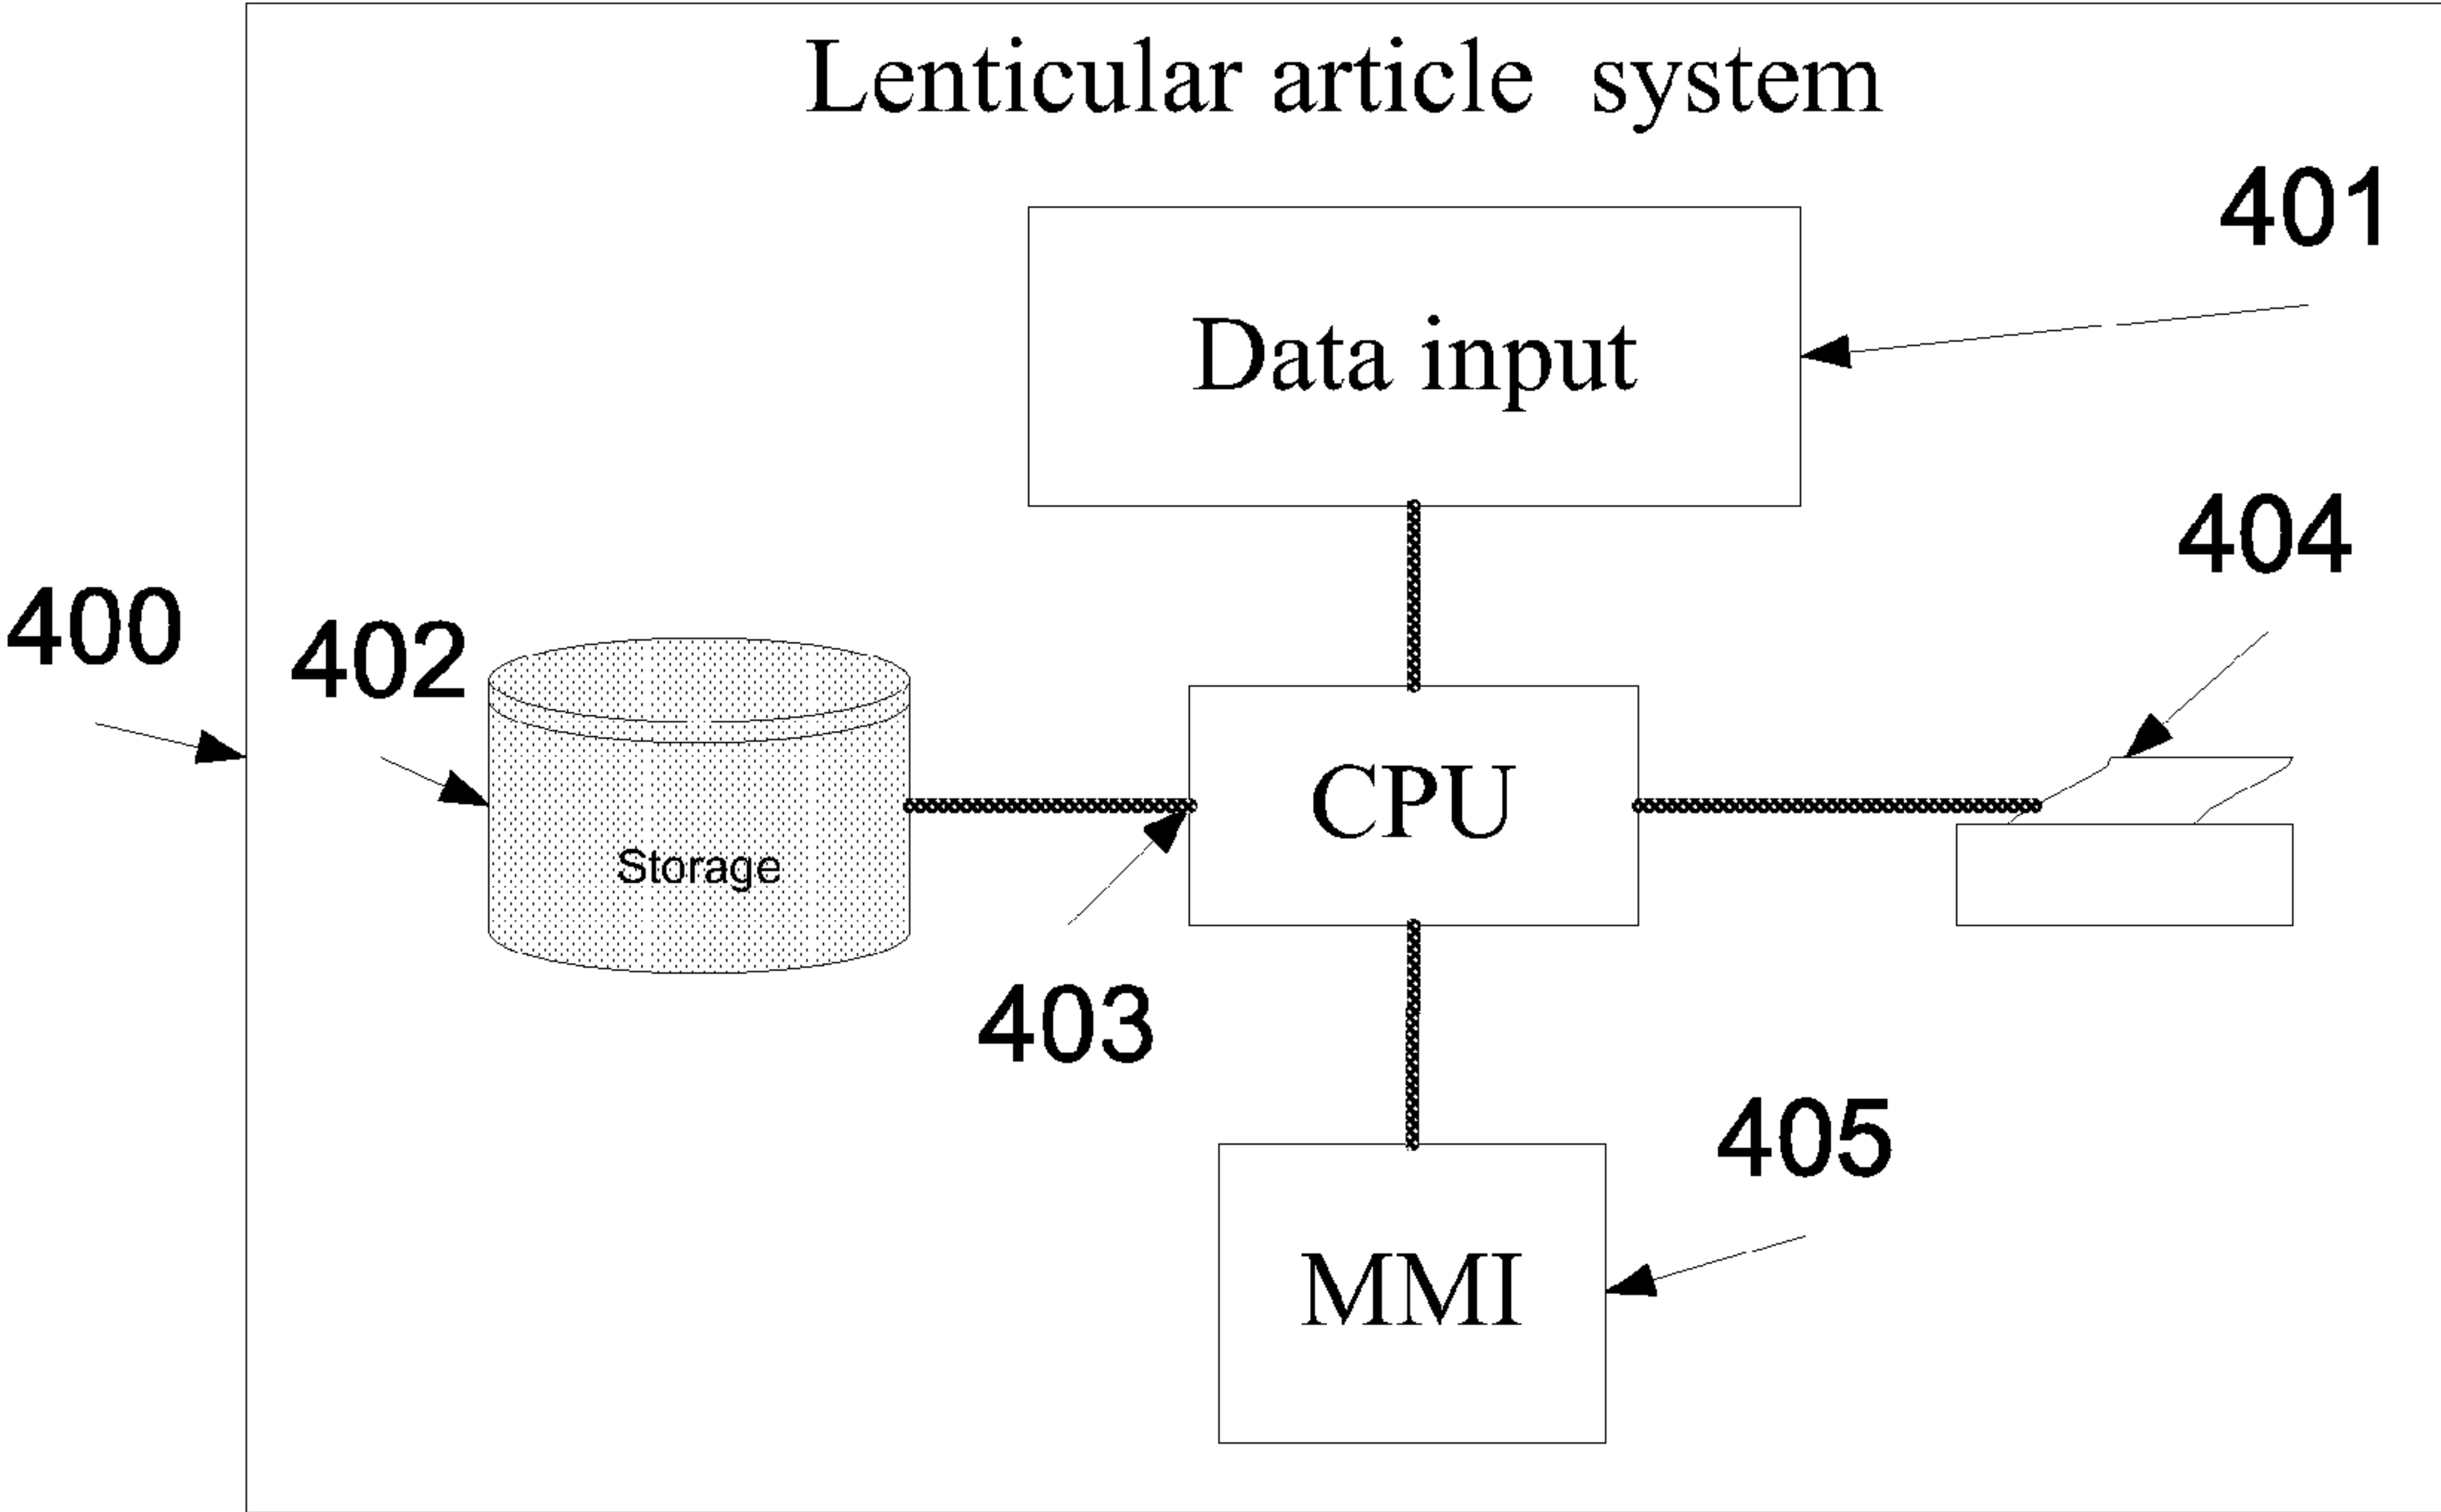 Lenticular article system
401
Data input
404
400
402
CPU
Storage
403
405
MMI